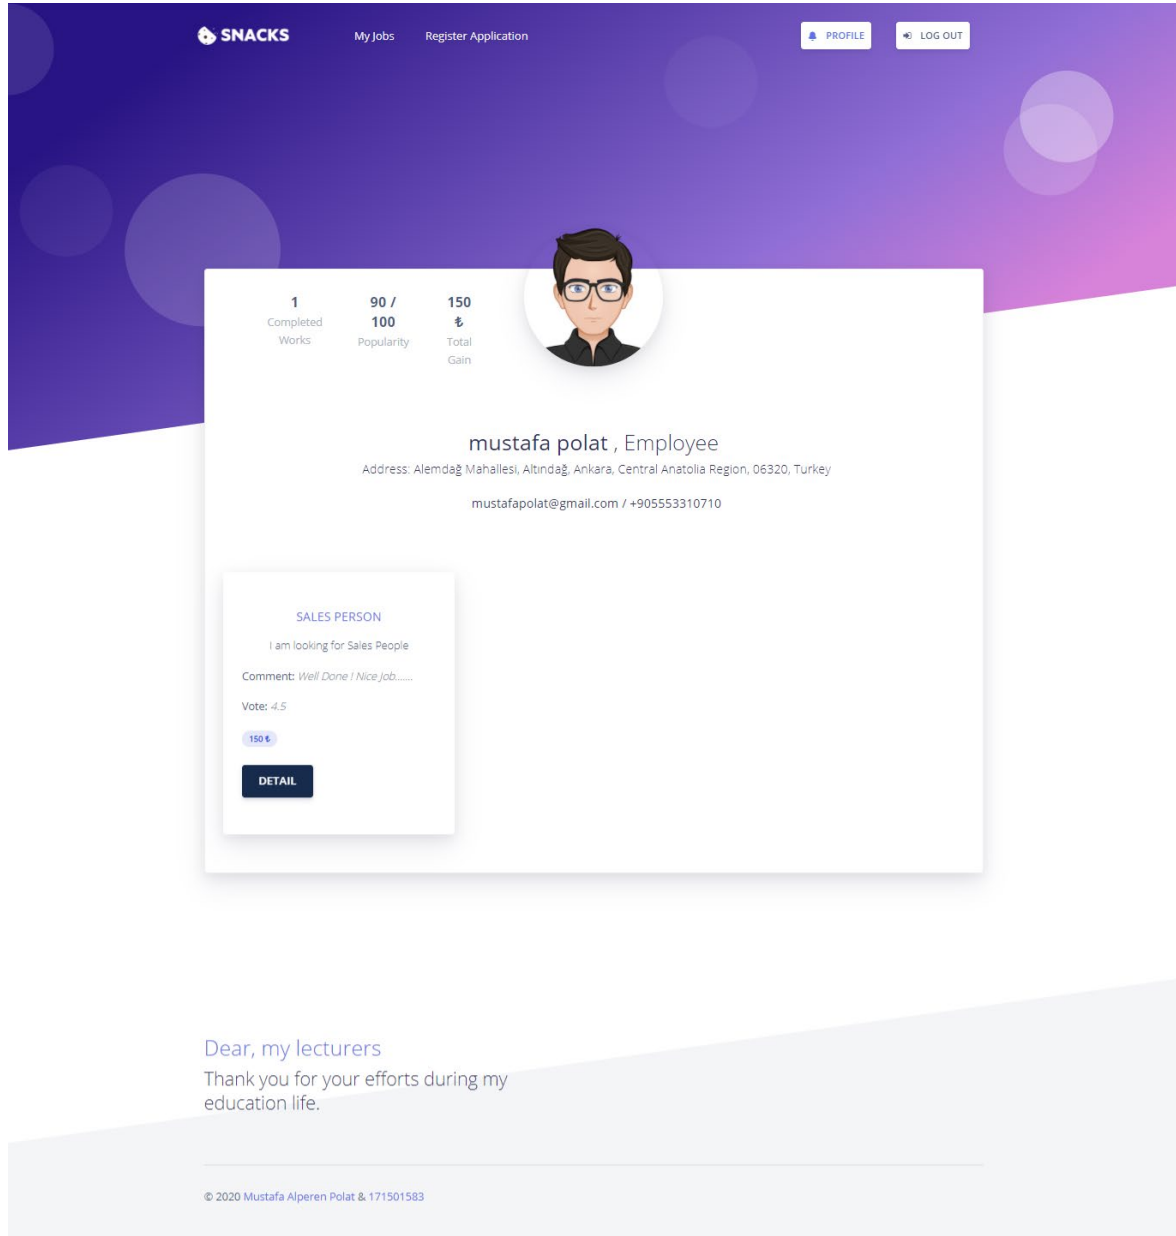 SNACKS My Jobs Register Application PROFILE LOG OUT
1
Completed
Works
90 /
100
Popularity
150
₺
Total
Gain
mustafa polat , Employee
Address: Alemdağ Mahallesi, Altındağ, Ankara, Central Anatolia Region, 06320, Turkey
mustafapolat@gmail.com / +905553310710
SALES PERSON
I am looking for Sales People
Comment: Well Done ! Nice Job.......
Vote: 4.5
150 ₺
DETAIL
Dear, my lecturers
Thank you for your efforts during my
education life.
© 2020 Mustafa Alperen Polat & 171501583